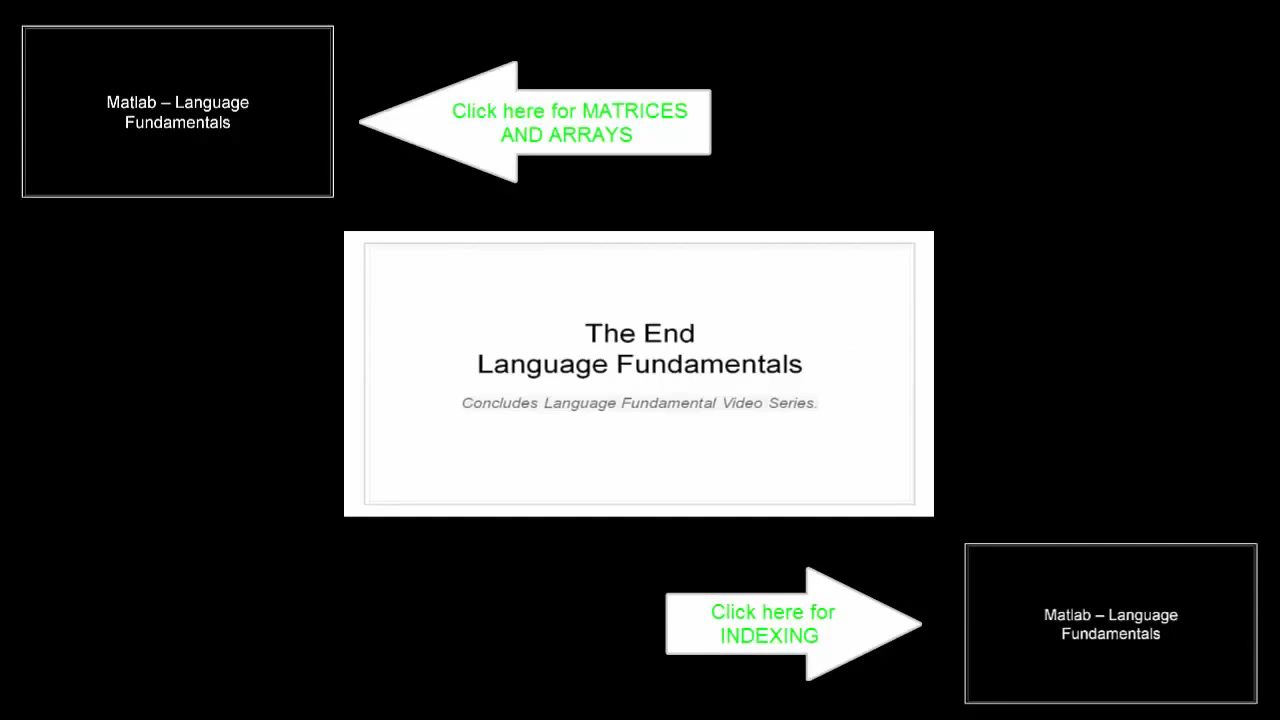 Matlab – Language
Fundamentals
Click here for MATRICES
AND ARRAYS
The End
Language Fundamentals
Concludes Language Fundamental Video Series.
Click here for
INDEXING
Matlab – Language
Fundamentals